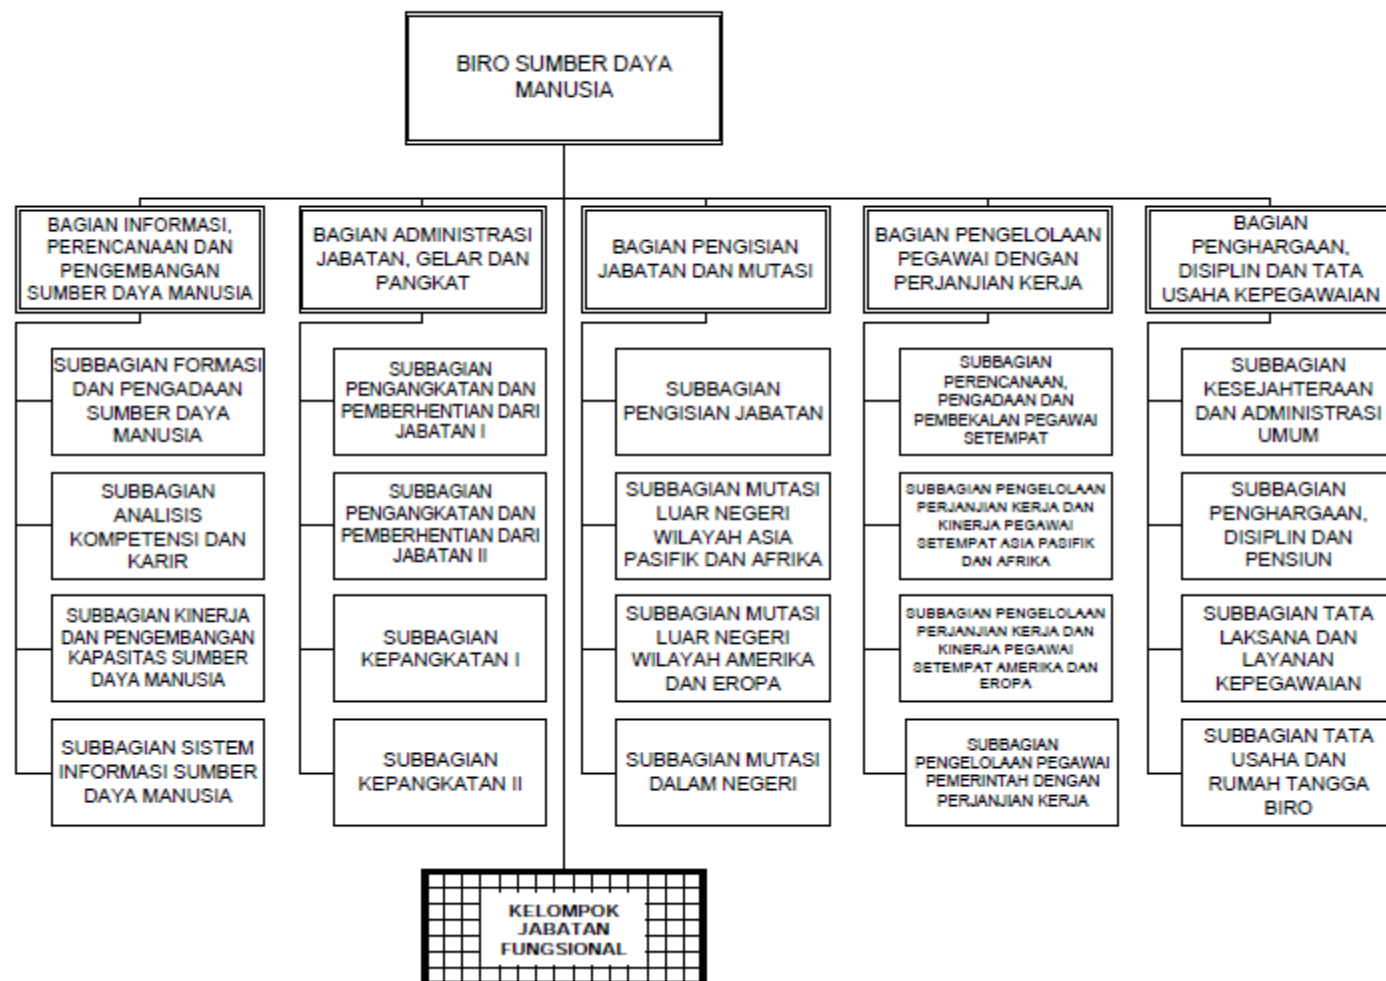 BIRO SUMBER DAYA
MANUSIA
BAGIAN INFORMASI,
PERENCANAAN DAN
PENGEMBANGAN
SUMBER DAYA MANUSIA
BAGIAN ADMINISTRASI
JABATAN, GELAR DAN
PANGKAT
BAGIAN PENGISIAN
JABATAN DAN MUTASI
BAGIAN PENGELOLAAN
PEGAWAI DENGAN
PERJANJIAN KERJA
BAGIAN
PENGHARGAAN,
DISIPLIN DAN TATA
USAHA KEPEGAWAIAN
SUBBAGIAN FORMASI
DAN PENGADAAN
SUMBER DAYA
MANUSIA
SUBBAGIAN
PENGANGKATAN DAN
PEMBERHENTIAN DARI
JABATAN I
SUBBAGIAN
PENGISIAN JABATAN
SUBBAGIAN
PERENCANAAN,
PENGADAAN DAN
PEMBEKALAN PEGAWAI
SETEMPAT
SUBBAGIAN
KESEJAHTERAAN
DAN ADMINISTRASI
UMUM
SUBBAGIAN
ANALISIS
KOMPETENSI DAN
KARIR
SUBBAGIAN
PENGANGKATAN DAN
PEMBERHENTIAN DARI
JABATAN II
SUBBAGIAN MUTASI
LUAR NEGERI
WILAYAH ASIA
PASIFIK DAN AFRIKA
SUBBAGIAN PENGELOLAAN
PERJANJIAN KERJA DAN
KINERJA PEGAWAI
SETEMPAT ASIA PASIFIK
DAN AFRIKA
SUBBAGIAN
PENGHARGAAN,
DISIPLIN DAN
PENSIUN
SUBBAGIAN KINERJA
DAN PENGEMBANGAN
KAPASITAS SUMBER
DAYA MANUSIA
SUBBAGIAN
KEPANGKATAN I
SUBBAGIAN MUTASI
LUAR NEGERI
WILAYAH AMERIKA
DAN EROPA
SUBBAGIAN PENGELOLAAN
PERJANJIAN KERJA DAN
KINERJA PEGAWAI
SETEMPAT AMERIKA DAN
EROPA
SUBBAGIAN TATA
LAKSANA DAN
LAYANAN
KEPEGAWAIAN
SUBBAGIAN SISTEM
INFORMASI SUMBER
DAYA MANUSIA
SUBBAGIAN
KEPANGKATAN II
SUBBAGIAN MUTASI
DALAM NEGERI
SUBBAGIAN
PENGELOLAAN PEGAWAI
PEMERINTAH DENGAN
PERJANJIAN KERJA
SUBBAGIAN TATA
USAHA DAN
RUMAH TANGGA
BIRO
KELOMPOK
JABATAN
FUNGSIONAL